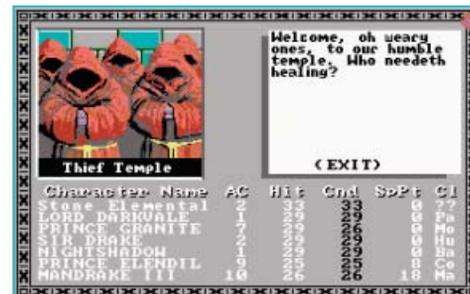 Welcome, oh weary
ones, to our humble
temple. Who needeth
healing?
(EXIT)
Thief Temple
Character Name AC Hit Cnd SpPt Cl
Stone Elemental 2 33 33 0 ??
LORD DARKVALE 1 29 29 0 Pa
PRINCE GRANITE 7 29 26 0 Mo
SIR DRAKE 2 29 29 0 Hu
NIGHTSHADOW 1 29 29 0 Ba
PRINCE ELENDIL 9 25 25 8 Co
MANDRAKE III 10 26 26 18 Ma